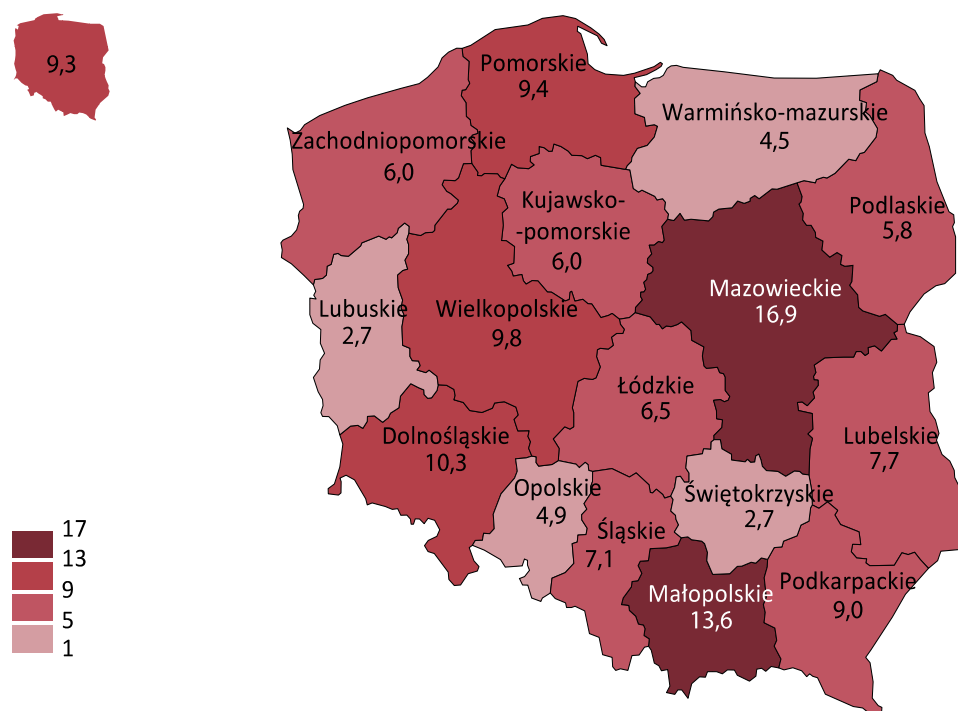 9,3
Pomorskie
9,4
Warmińsko-mazurskie
4,5
Zachodniopomorskie
6,0
Kujawsko-
-pomorskie
6,0
Podlaskie
5,8
Mazowieckie
16,9
Lubuskie
2,7
Wielkopolskie
9,8
Łódzkie
6,5
Dolnośląskie
10,3
Lubelskie
7,7
Opolskie
4,9
Świętokrzyskie
2,7
Śląskie
7,1
Małopolskie
13,6
Podkarpackie
9,0
17
13
9
5
1